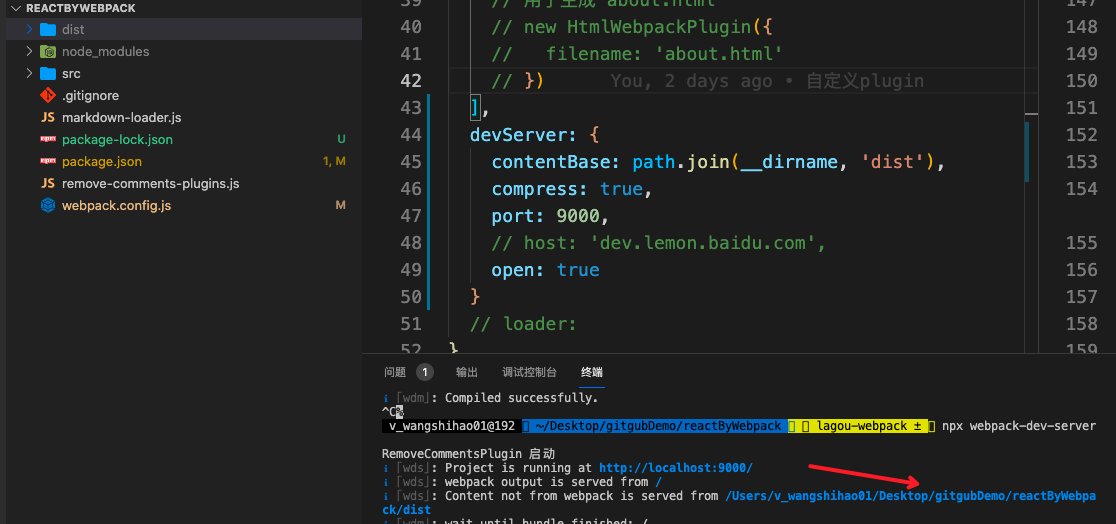 REACTBYWEBPACK
dist
node_modules
src
.gitignore
JS markdown-loader.js
package-lock.json U
package.json 1, M
JS remove-comments-plugins.js
webpack.config.js M
39 // 用于生成 about.html
40 // new HtmlWebpackPlugin({
41 //   filename: 'about.html'
42 // }) You, 2 days ago • 自定义plugin
43 ],
44 devServer: {
45 contentBase: path.join(__dirname, 'dist'),
46 compress: true,
47 port: 9000,
48 // host: 'dev.lemon.baidu.com',
49 open: true
50 }
51 // loader:
52 }
147
148
149
150
151
152
153
154
155
156
157
158
159
问题 1 输出 调试控制台 终端
i ｢wdm｣: Compiled successfully.
^C%
v_wangshihao01@192 ~/Desktop/gitgubDemo/reactByWebpack lagou-webpack ± npx webpack-dev-server
RemoveCommentsPlugin 启动
i ｢wds｣: Project is running at http://localhost:9000/
i ｢wds｣: webpack output is served from /
i ｢wds｣: Content not from webpack is served from /Users/v_wangshihao01/Desktop/gitgubDemo/reactByWebpa
ck/dist
i ｢wdm｣: wait until bundle finished: /